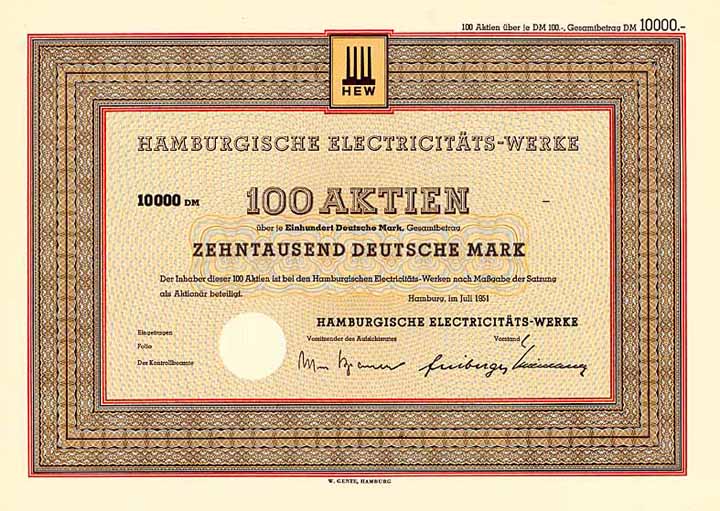 100 Aktien über je DM 100.-, Gesamtbetrag DM 10000.-
HEW
HAMBURGISCHE ELECTRICITÄTS-WERKE
10000 DM 100 AKTIEN –
über je Einhundert Deutsche Mark, Gesamtbetrag
ZEHNTAUSEND DEUTSCHE MARK
Der Inhaber dieser 100 Aktien ist bei den Hamburgischen Electricitäts-Werken nach Maßgabe der Satzung
als Aktionär beteiligt. Hamburg, im Juli 1951
HAMBURGISCHE ELECTRICITÄTS-WERKE
Eingetragen
Vorsitzender des Aufsichtsrates Vorstand
Folio
Der Kontrollbeamte
W. GENTE, HAMBURG